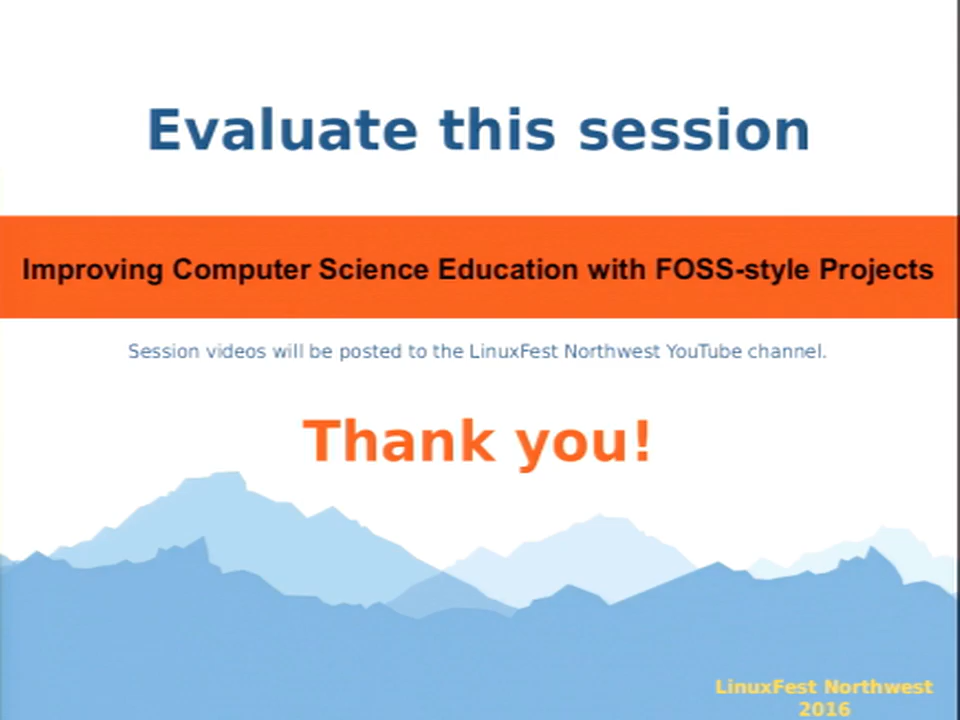 Evaluate this session
Improving Computer Science Education with FOSS-style Projects
Session videos will be posted to the LinuxFest Northwest YouTube channel.
Thank you!
LinuxFest Northwest
2016